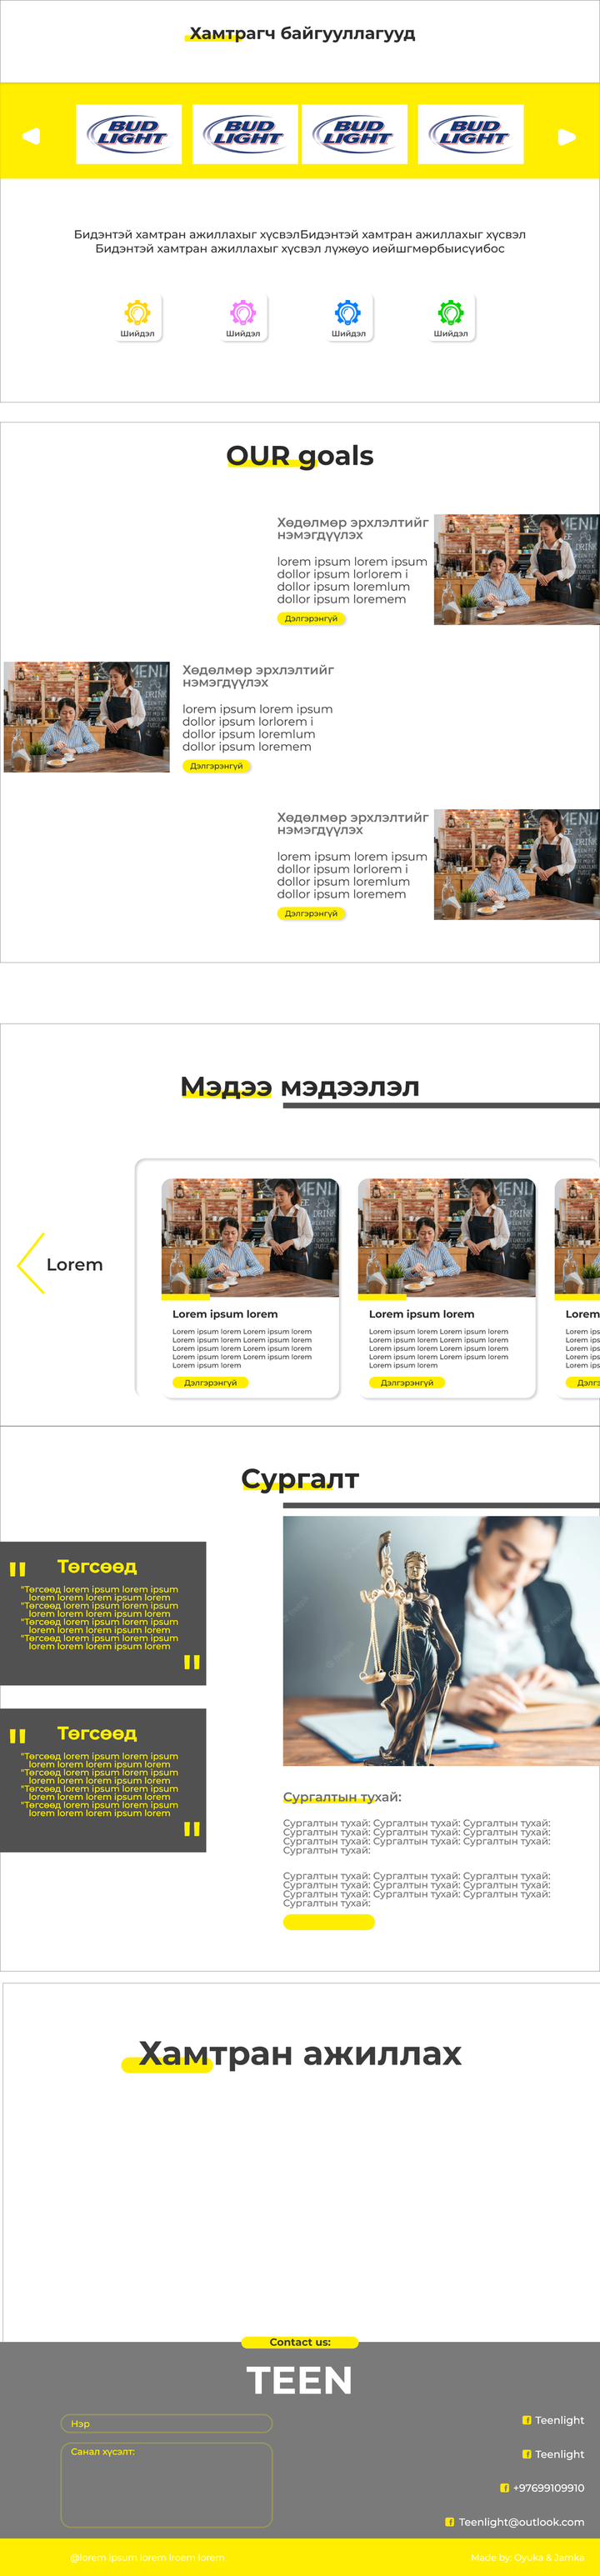 Хамтрагч байгууллагууд
BUD LIGHT
BUD LIGHT
BUD LIGHT
BUD LIGHT
Бидэнтэй хамтран ажиллахыг хүсвэлБидэнтэй хамтран ажиллахыг хүсвэл
Бидэнтэй хамтран ажиллахыг хүсвэл лужөуо иөйшгмөрбыисүибос
Шийдэл
Шийдэл
Шийдэл
Шийдэл
OUR goals
Хөдөлмөр эрхлэлтийг
нэмэгдүүлэх
lorem ipsum lorem ipsum
dollor ipsum lorlorem i
dollor ipsum loremlum
dollor ipsum loremem
Дэлгэрэнгүй
MENU
Хөдөлмөр эрхлэлтийг
нэмэгдүүлэх
lorem ipsum lorem ipsum
dollor ipsum lorlorem i
dollor ipsum loremlum
dollor ipsum loremem
Дэлгэрэнгүй
MENU
Хөдөлмөр эрхлэлтийг
нэмэгдүүлэх
lorem ipsum lorem ipsum
dollor ipsum lorlorem i
dollor ipsum loremlum
dollor ipsum loremem
Дэлгэрэнгүй
MENU
Мэдээ мэдээлэл
Lorem
Lorem ipsum lorem
Lorem ipsum lorem Lorem ipsum lorem
Lorem ipsum lorem Lorem ipsum lorem
Lorem ipsum lorem Lorem ipsum lorem
Lorem ipsum lorem Lorem ipsum lorem
Lorem ipsum lorem
Дэлгэрэнгүй
Lorem ipsum lorem
Lorem ipsum lorem Lorem ipsum lorem
Lorem ipsum lorem Lorem ipsum lorem
Lorem ipsum lorem Lorem ipsum lorem
Lorem ipsum lorem Lorem ipsum lorem
Lorem ipsum lorem
Дэлгэрэнгүй
Lorem
Lorem ips
Lorem ips
Lorem ips
Lorem ips
Lorem ips
Дэлгэ
Сургалт
Төгсөөд
"Төгсөөд lorem ipsum lorem ipsum
lorem lorem lorem ipsum lorem
"Төгсөөд lorem ipsum lorem ipsum
lorem lorem lorem ipsum lorem
"Төгсөөд lorem ipsum lorem ipsum
lorem lorem lorem ipsum lorem
"Төгсөөд lorem ipsum lorem ipsum
lorem lorem lorem ipsum lorem
"
Төгсөөд
"Төгсөөд lorem ipsum lorem ipsum
lorem lorem lorem ipsum lorem
"Төгсөөд lorem ipsum lorem ipsum
lorem lorem lorem ipsum lorem
"Төгсөөд lorem ipsum lorem ipsum
lorem lorem lorem ipsum lorem
"Төгсөөд lorem ipsum lorem ipsum
lorem lorem lorem ipsum lorem
"
Сургалтын тухай:
Сургалтын тухай: Сургалтын тухай: Сургалтын тухай:
Сургалтын тухай: Сургалтын тухай: Сургалтын тухай:
Сургалтын тухай: Сургалтын тухай: Сургалтын тухай:
Сургалтын тухай:
Сургалтын тухай: Сургалтын тухай: Сургалтын тухай:
Сургалтын тухай: Сургалтын тухай: Сургалтын тухай:
Сургалтын тухай: Сургалтын тухай: Сургалтын тухай:
Сургалтын тухай:
Хамтран ажиллах
Contact us:
TEEN
Нэр
Санал хүсэлт:
Teenlight
Teenlight
+97699109910
Teenlight@outlook.com
@lorem ipsum lorem lroem lorem
Made by: Oyuka & Jamka